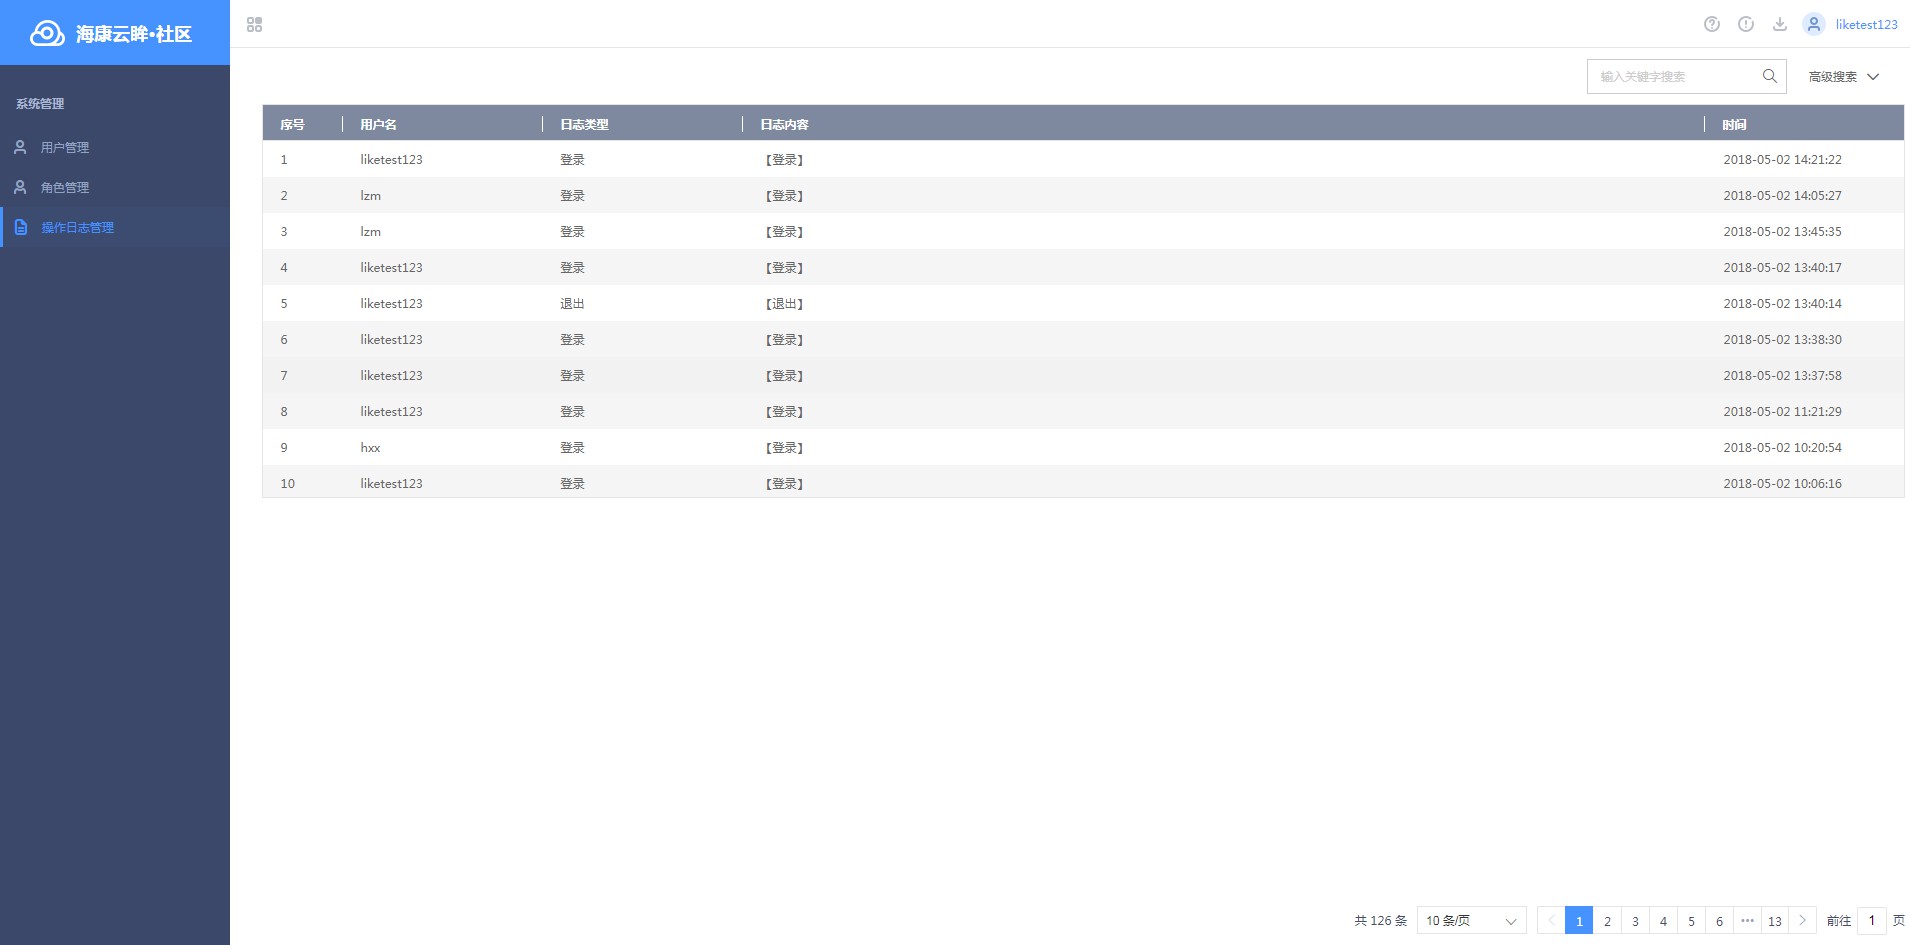 海康云眸·社区
liketest123
系统管理
用户管理
角色管理
操作日志管理
输入关键字搜索 高级搜索
序号 用户名 日志类型 日志内容 时间
1 liketest123 登录 【登录】 2018-05-02 14:21:22
2 lzm 登录 【登录】 2018-05-02 14:05:27
3 lzm 登录 【登录】 2018-05-02 13:45:35
4 liketest123 登录 【登录】 2018-05-02 13:40:17
5 liketest123 退出 【退出】 2018-05-02 13:40:14
6 liketest123 登录 【登录】 2018-05-02 13:38:30
7 liketest123 登录 【登录】 2018-05-02 13:37:58
8 liketest123 登录 【登录】 2018-05-02 11:21:29
9 hxx 登录 【登录】 2018-05-02 10:20:54
10 liketest123 登录 【登录】 2018-05-02 10:06:16
共 126 条 10 条/页 1 2 3 4 5 6 ••• 13 前往 1 页